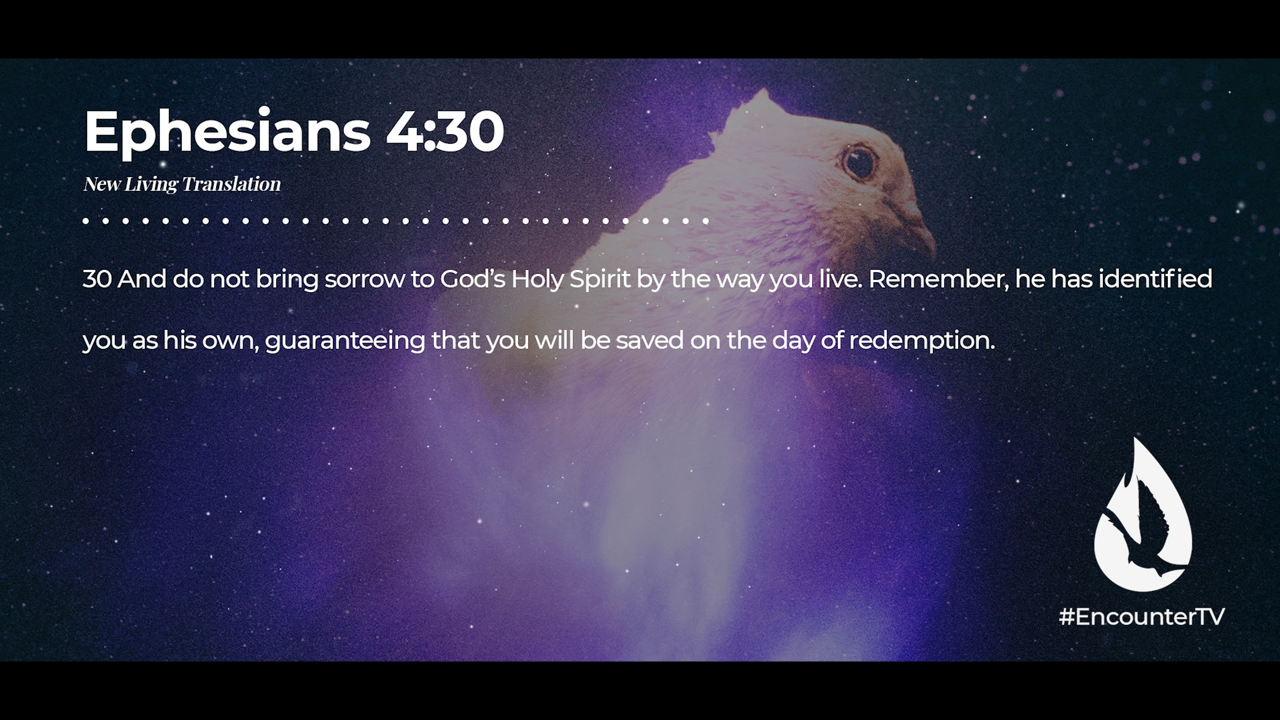 Ephesians 4:30
New Living Translation
30 And do not bring sorrow to God’s Holy Spirit by the way you live. Remember, he has identified
you as his own, guaranteeing that you will be saved on the day of redemption.
#EncounterTV